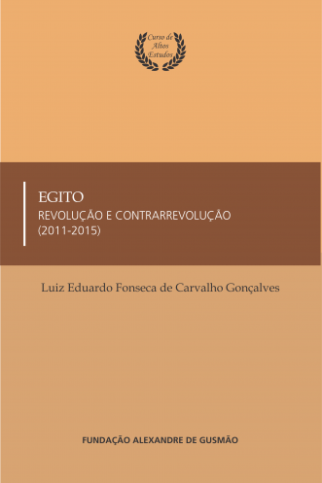 Curso de
Altos
Estudos
EGITO
REVOLUÇÃO E CONTRARREVOLUÇÃO
(2011-2015)
Luiz Eduardo Fonseca de Carvalho Gonçalves
FUNDAÇÃO ALEXANDRE DE GUSMÃO